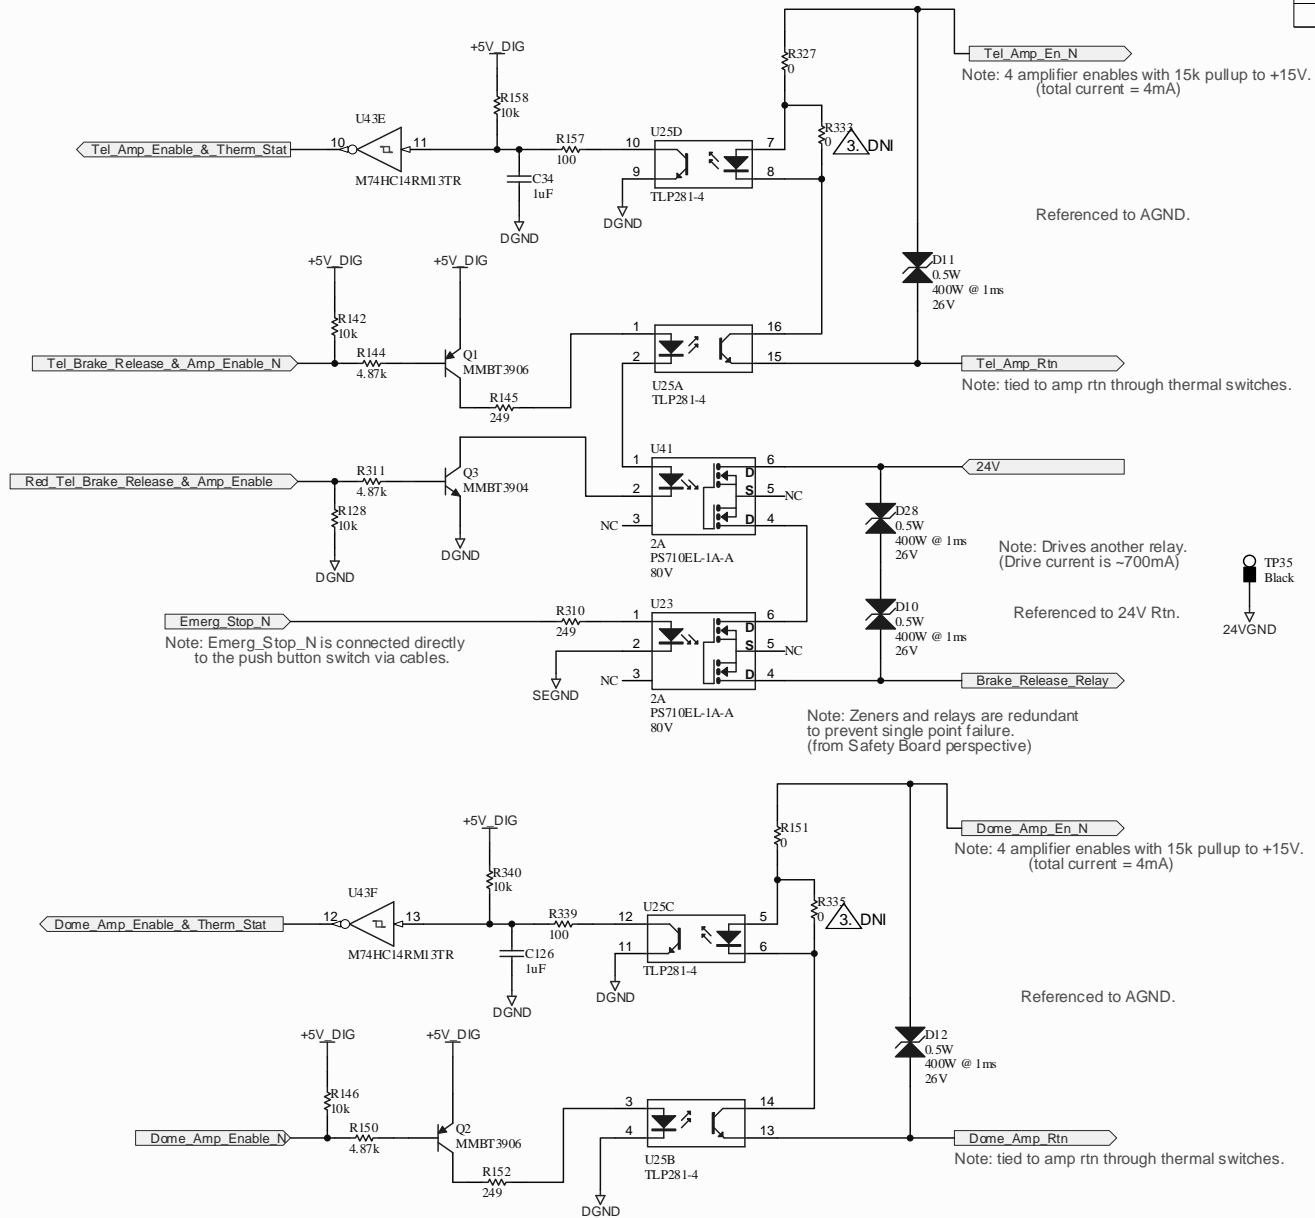 +5V_DIG
R158
10k
U43E
Tel_Amp_Enable_&_Therm_Stat
10
11
M74HC14RM13TR
R157
100
C34
1uF
DGND
U25D
10
9
7
8
TLP281-4
DGND
R327
0
R333
0
3.
DNI
Tel_Amp_En_N
Note: 4 amplifier enables with 15k pullup to +15V.
(total current = 4mA)
Referenced to AGND.
D11
0.5W
400W @ 1ms
26V
+5V_DIG
+5V_DIG
R142
10k
Tel_Brake_Release_&_Amp_Enable_N
R144
4.87k
Q1
MMBT3906
R145
249
1
2
16
15
U25A
TLP281-4
Tel_Amp_Rtn
Note: tied to amp rtn through thermal switches.
Red_Tel_Brake_Release_&_Amp_Enable
R311
4.87k
R128
10k
DGND
Q3
MMBT3904
DGND
U41
1
2
NC
3
D
S
D
6
5
NC
4
2A
PS710EL-1A-A
80V
24V
D28
0.5W
400W @ 1ms
26V
Note: Drives another relay.
(Drive current is ~700mA)
TP35
Black
24VGND
Emerg_Stop_N
Note: Emerg_Stop_N is connected directly
to the push button switch via cables.
R310
249
SEGND
U23
1
2
NC
3
D
S
D
6
5
NC
4
2A
PS710EL-1A-A
80V
D10
0.5W
400W @ 1ms
26V
Referenced to 24V Rtn.
Brake_Release_Relay
Note: Zeners and relays are redundant
to prevent single point failure.
(from Safety Board perspective)
+5V_DIG
R340
10k
U43F
Dome_Amp_Enable_&_Therm_Stat
12
13
M74HC14RM13TR
R339
100
C126
1uF
DGND
U25C
12
11
5
6
TLP281-4
DGND
R151
0
R335
0
3.
DNI
Dome_Amp_En_N
Note: 4 amplifier enables with 15k pullup to +15V.
(total current = 4mA)
Referenced to AGND.
D12
0.5W
400W @ 1ms
26V
+5V_DIG
+5V_DIG
R146
10k
Dome_Amp_Enable_N
R150
4.87k
Q2
MMBT3906
R152
249
3
4
14
13
U25B
TLP281-4
DGND
Dome_Amp_Rtn
Note: tied to amp rtn through thermal switches.